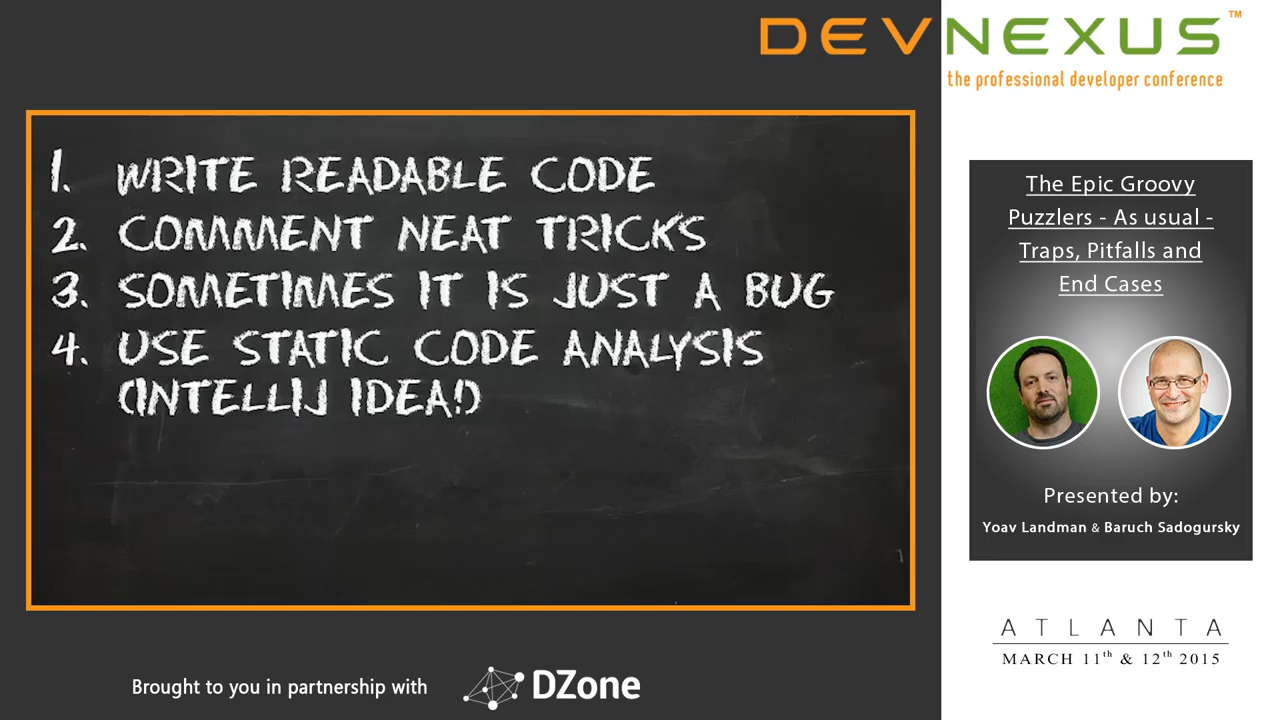 DEVNEXUS™
the professional developer conference
1. WRITE READABLE CODE
2. COMMENT NEAT TRICKS
3. SOMETIMES IT IS JUST A BUG
4. USE STATIC CODE ANALYSIS
(INTELLIJ IDEA!)
The Epic Groovy
Puzzlers - As usual -
Traps, Pitfalls and
End Cases
Presented by:
Yoav Landman & Baruch Sadogursky
ATLANTA
MARCH 11th & 12th 2015
Brought to you in partnership with
DZone